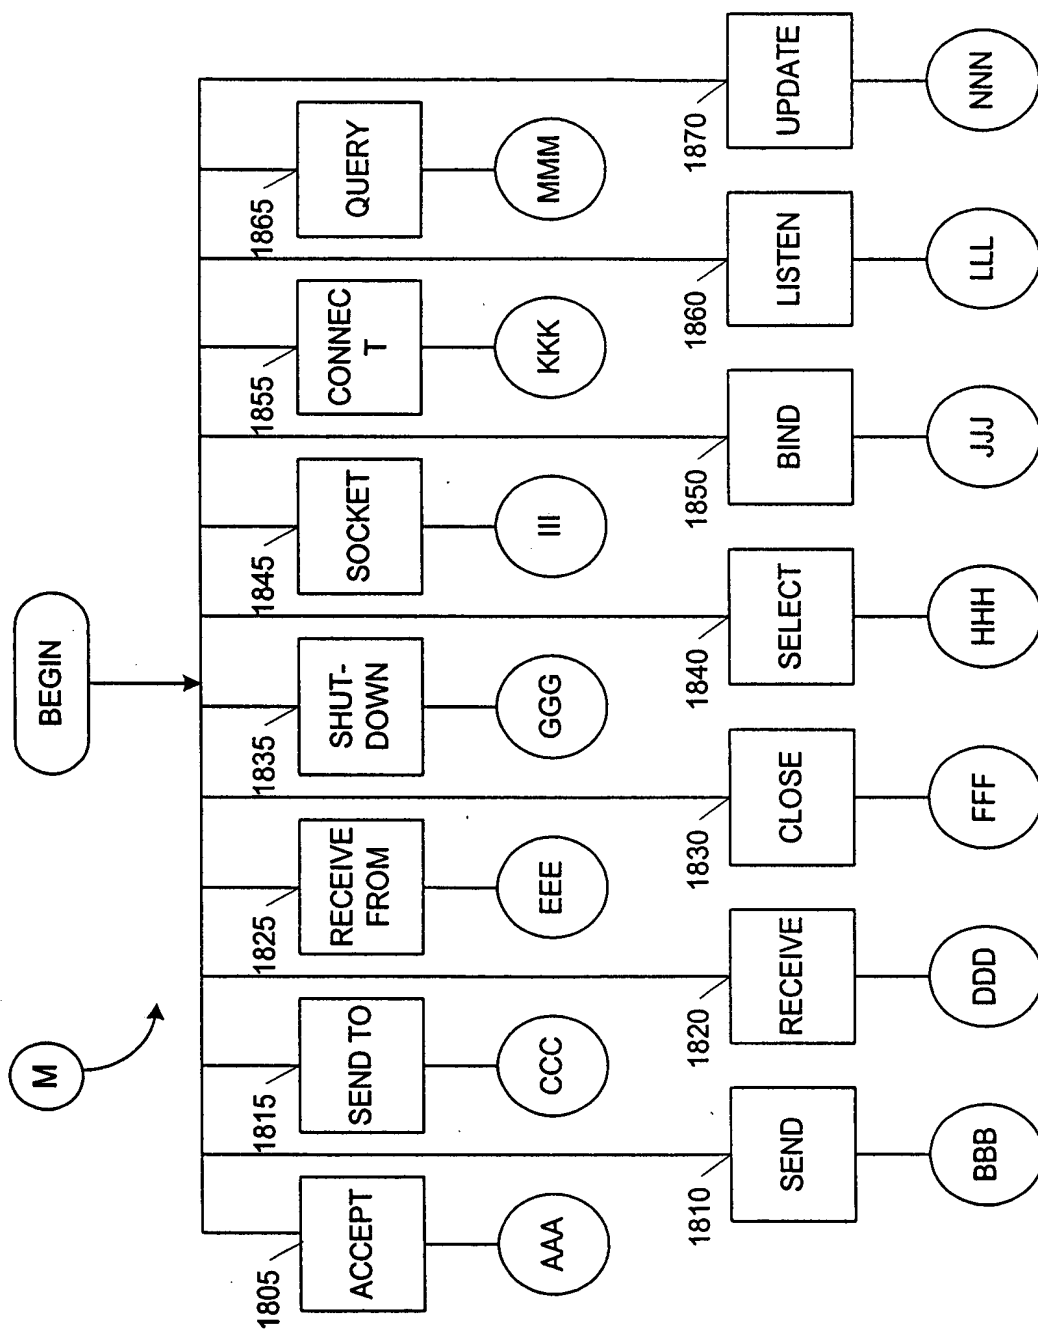 BEGIN
M
1805
ACCEPT
AAA
1810
SEND
BBB
1815
SEND TO
CCC
1820
RECEIVE
DDD
1825
RECEIVE
FROM
EEE
1830
CLOSE
FFF
1835
SHUT-
DOWN
GGG
1840
SELECT
HHH
1845
SOCKET
III
1850
BIND
JJJ
1855
CONNEC
T
KKK
1860
LISTEN
LLL
1865
QUERY
MMM
1870
UPDATE
NNN